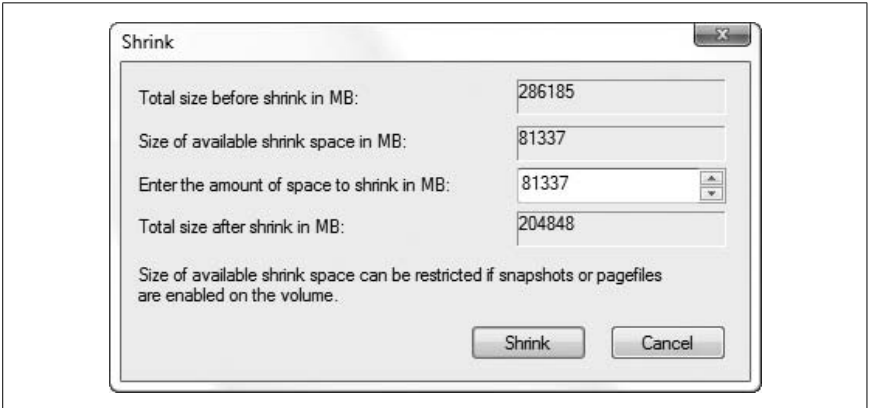 Shrink
Total size before shrink in MB: 286185
Size of available shrink space in MB: 81337
Enter the amount of space to shrink in MB: 81337
Total size after shrink in MB: 204848
Size of available shrink space can be restricted if snapshots or pagefiles
are enabled on the volume.
Shrink Cancel